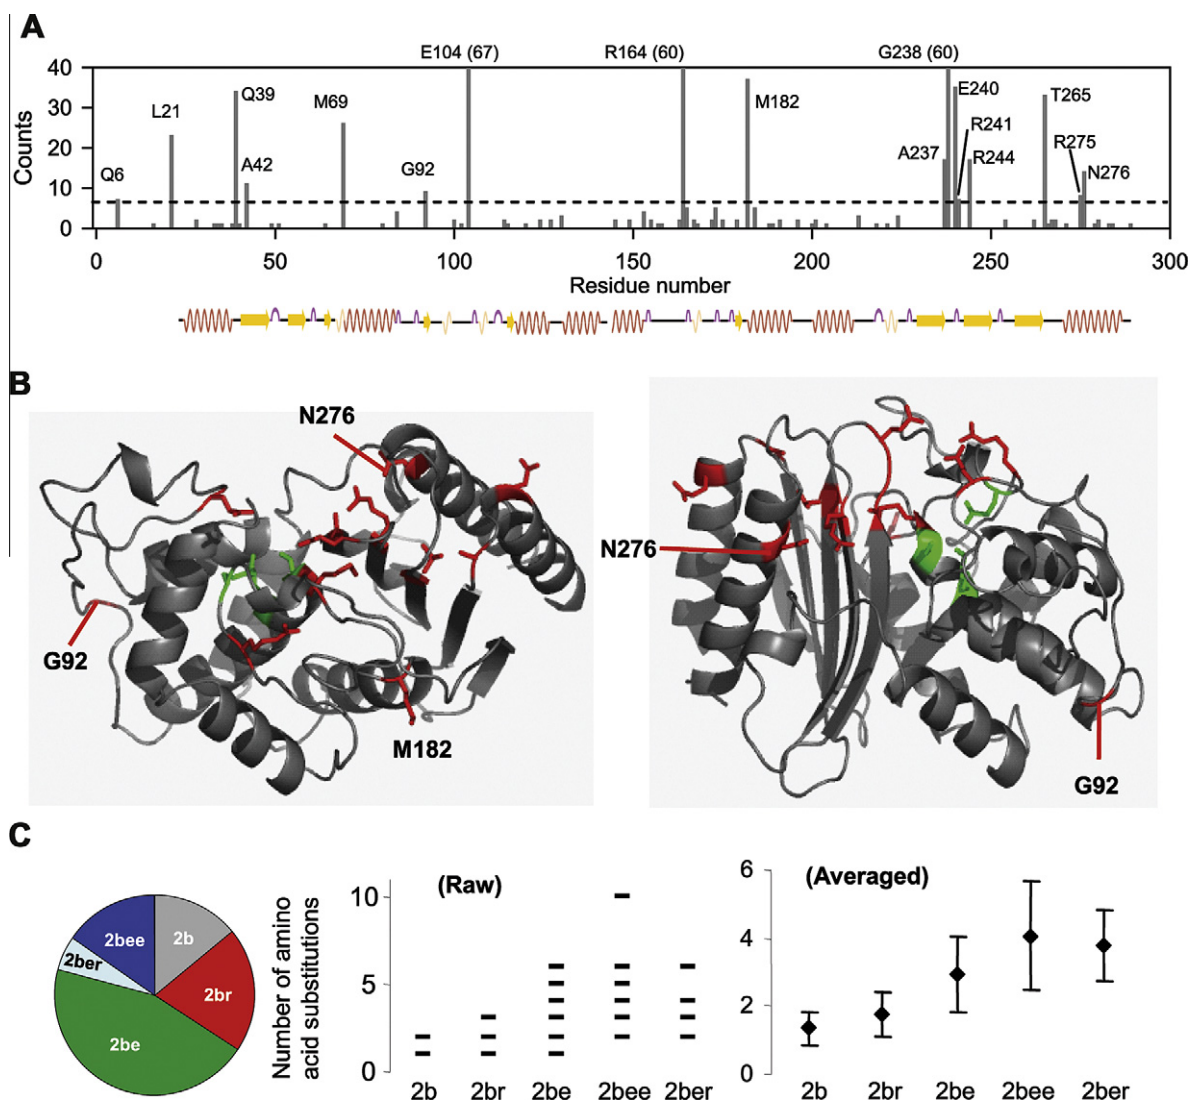 A
E104 (67) R164 (60) G238 (60)
Counts
40
30
20
10
0
Q6
L21
Q39
A42
M69
G92
M182
A237
E240
R241
R244
T265
R275
N276
0 50 100 150 200 250 300
Residue number
B
N276
G92
M182
N276
G92
C
2bee
2b
2ber
2br
2be
Number of amino
acid substitutions
(Raw)
10
5
0
2b 2br 2be 2bee 2ber
(Averaged)
6
4
2
0
2b 2br 2be 2bee 2ber